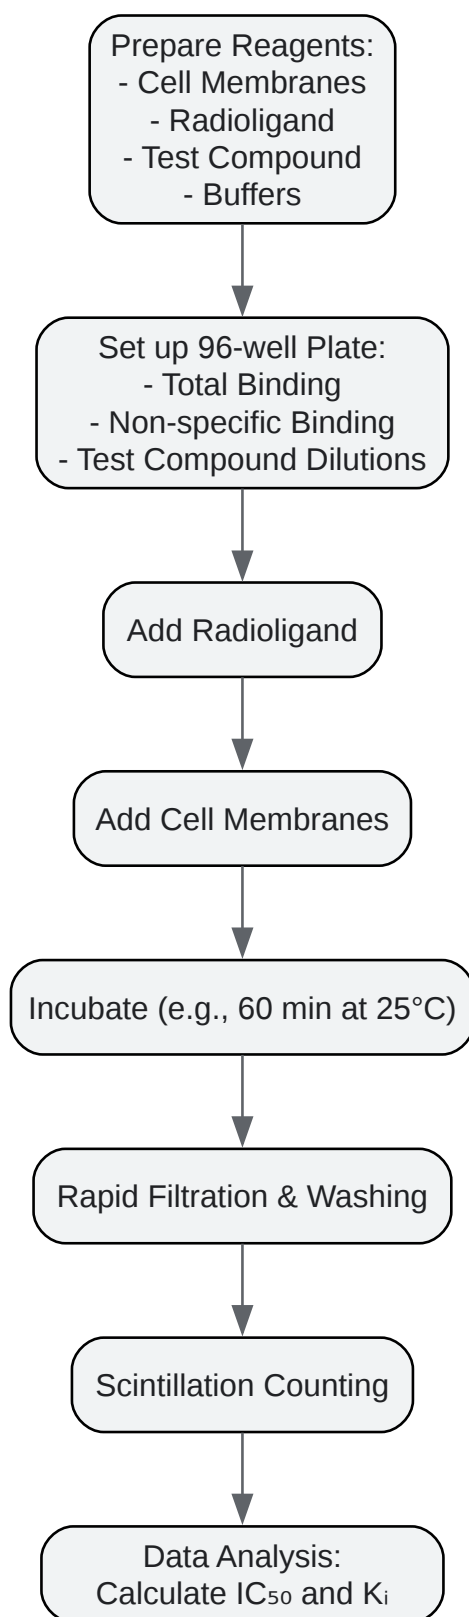 Prepare Reagents:
- Cell Membranes
- Radioligand
- Test Compound
- Buffers
Set up 96-well Plate:
- Total Binding
- Non-specific Binding
- Test Compound Dilutions
Add Radioligand
Add Cell Membranes
Incubate (e.g., 60 min at 25°C)
Rapid Filtration & Washing
Scintillation Counting
Data Analysis:
Calculate IC₅₀ and Kᵢ